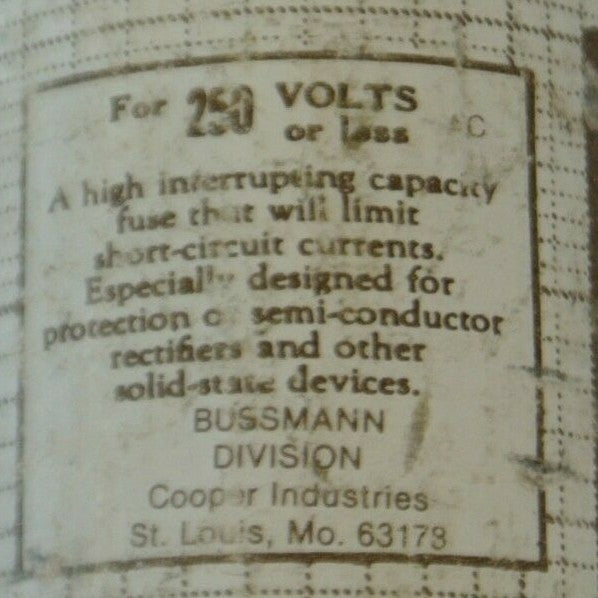 For 250 VOLTS
or less AC
A high interrupting capacity
fuse that will limit
short-circuit currents.
Especially designed for
protection of semi-conductor
rectifiers and other
solid-state devices.
BUSSMANN
DIVISION
Cooper Industries
St. Louis, Mo. 63178